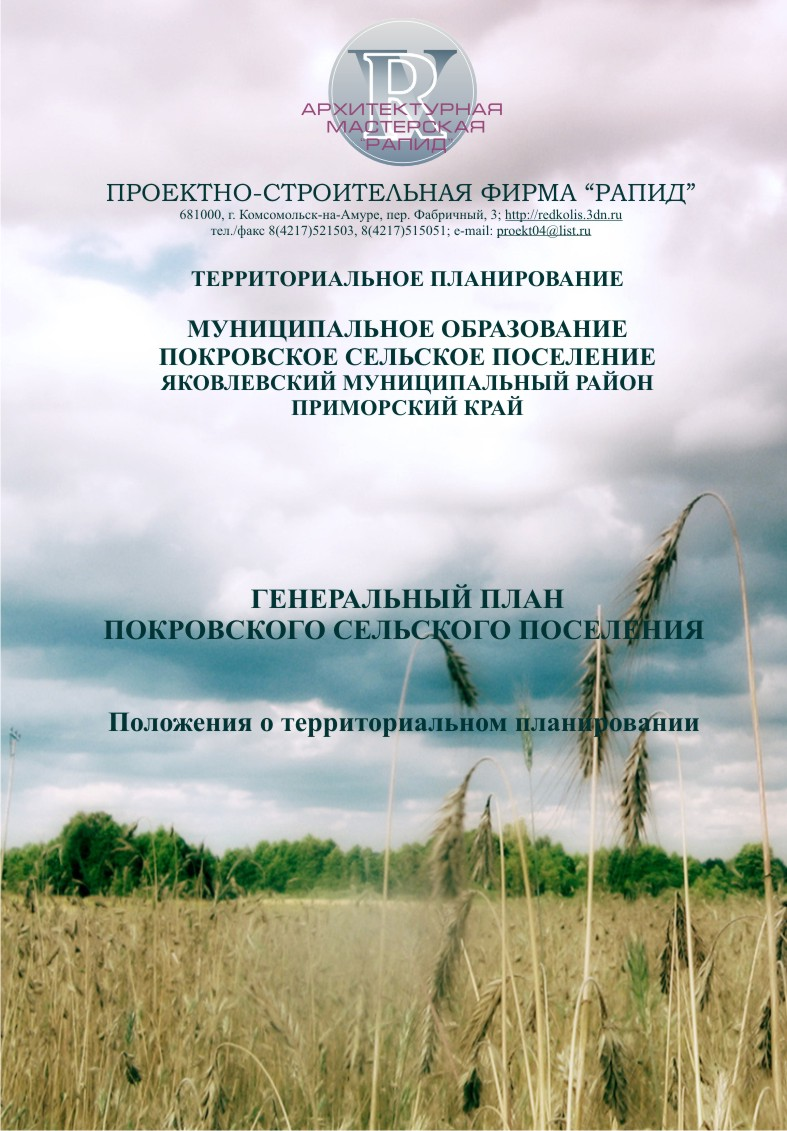 RV
АРХИТЕКТУРНАЯ
МАСТЕРСКАЯ
"РАПИД"
ПРОЕКТНО-СТРОИТЕЛЬНАЯ ФИРМА “РАПИД”
681000, г. Комсомольск-на-Амуре, пер. Фабричный, 3; http://redkolis.3dn.ru
тел./факс 8(4217)521503, 8(4217)515051; e-mail: proekt04@list.ru
ТЕРРИТОРИАЛЬНОЕ ПЛАНИРОВАНИЕ
МУНИЦИПАЛЬНОЕ ОБРАЗОВАНИЕ
ПОКРОВСКОЕ СЕЛЬСКОЕ ПОСЕЛЕНИЕ
ЯКОВЛЕВСКИЙ МУНИЦИПАЛЬНЫЙ РАЙОН
ПРИМОРСКИЙ КРАЙ
ГЕНЕРАЛЬНЫЙ ПЛАН
ПОКРОВСКОГО СЕЛЬСКОГО ПОСЕЛЕНИЯ
Положения о территориальном планировании